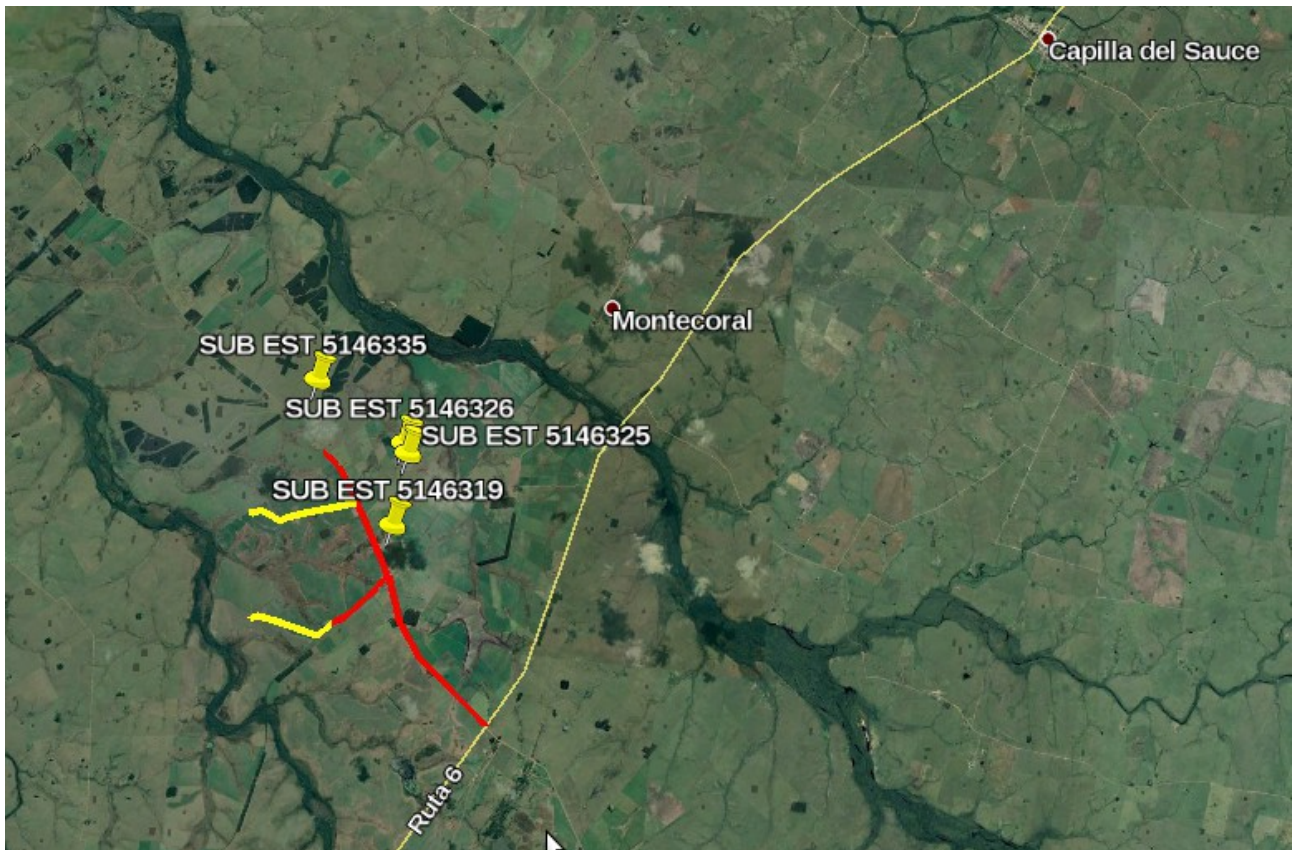 Capilla del Sauce
Montecoral
SUB EST 5146335
SUB EST 5146326
SUB EST 5146325
SUB EST 5146319
Ruta 6